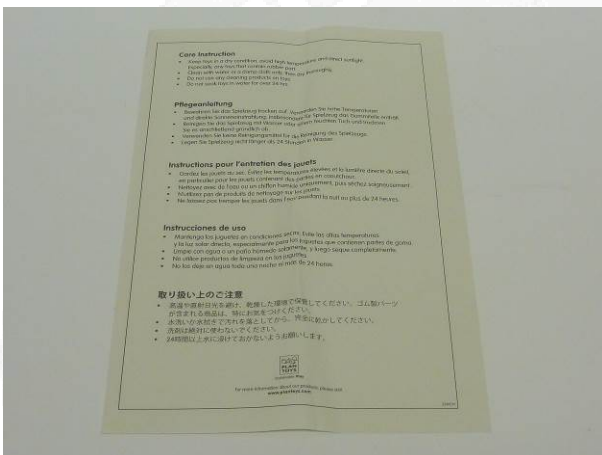 Care Instruction
• Keep toys in a dry condition, avoid high temperature and direct sunlight.
Especially, any toys that contain rubber part.
• Clean with water or a damp cloth only, then dry thoroughly.
• Do not use any cleaning products on toys.
• Do not soak toys in water for over 24 hrs.
Pflegeanleitung
• Bewahren Sie das Spielzeug trocken auf. Vermeiden Sie hohe Temperaturen
und direkte Sonneneinstrahlung, insbesondere für Spielzeug das Gummiteile enthält.
• Reinigen Sie das Spielzeug mit Wasser oder einem feuchten Tuch und trocknen
Sie es anschließend gründlich ab.
• Verwenden Sie keine Reinigungsmittel für die Reinigung des Spielzeugs.
• Legen Sie Spielzeug nicht länger als 24 Stunden in Wasser.
Instructions pour l'entretien des jouets
• Gardez les jouets au sec. Évitez les températures élevées et la lumière directe du soleil,
en particulier pour les jouets contenant des parties en caoutchouc.
• Nettoyez avec de l'eau ou un chiffon humide uniquement, puis séchez soigneusement.
• N'utilisez pas de produits de nettoyage sur les jouets.
• Ne laissez pas tremper les jouets dans l'eau pendant la nuit ou plus de 24 heures.
Instrucciones de uso
• Mantenga los juguetes en condiciones secas. Evite las altas temperaturas
y la luz solar directa, especialmente para los juguetes que contienen partes de goma.
• Limpie con agua o un paño húmedo solamente, y luego seque completamente.
• No utilice productos de limpieza en los juguetes.
• No los deje en agua toda una noche ni más de 24 horas.
取り扱い上のご注意
• 高温や直射日光を避け、乾燥した環境で保管してください。ゴム製パーツ
が含まれる商品は、特にお気をつけください。
• 水洗いか水拭きで汚れを落としてから、完全に乾かしてください。
• 洗剤は絶対に使わないでください。
• 24時間以上水に浸けておかないようお願いします。
PLAN
TOYS
For more information about our products, please visit
www.plantoys.com